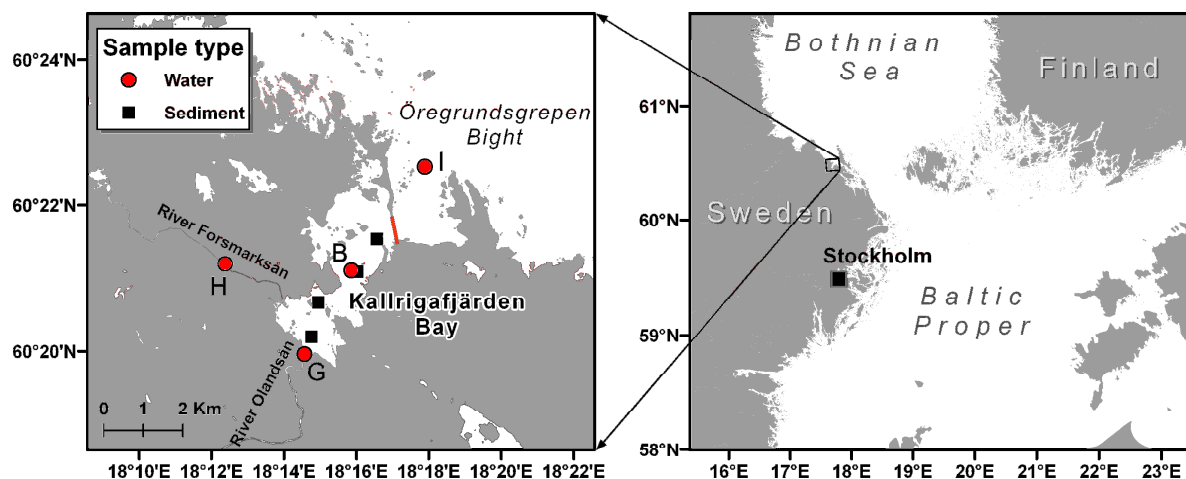 Sample type
Water
Sediment
60°24'N
60°22'N
60°20'N
Öregrundsgrepen
Bight
I
River Forsmarksån
B
H
Kallrigafjärden
Bay
G
River Olandsån
0 1 2 Km
18°10'E 18°12'E 18°14'E 18°16'E 18°18'E 18°20'E 18°22'E
Bothnian
Sea
Finland
61°N
60°N
59°N
58°N
Sweden
Stockholm
Baltic
Proper
16°E 17°E 18°E 19°E 20°E 21°E 22°E 23°E